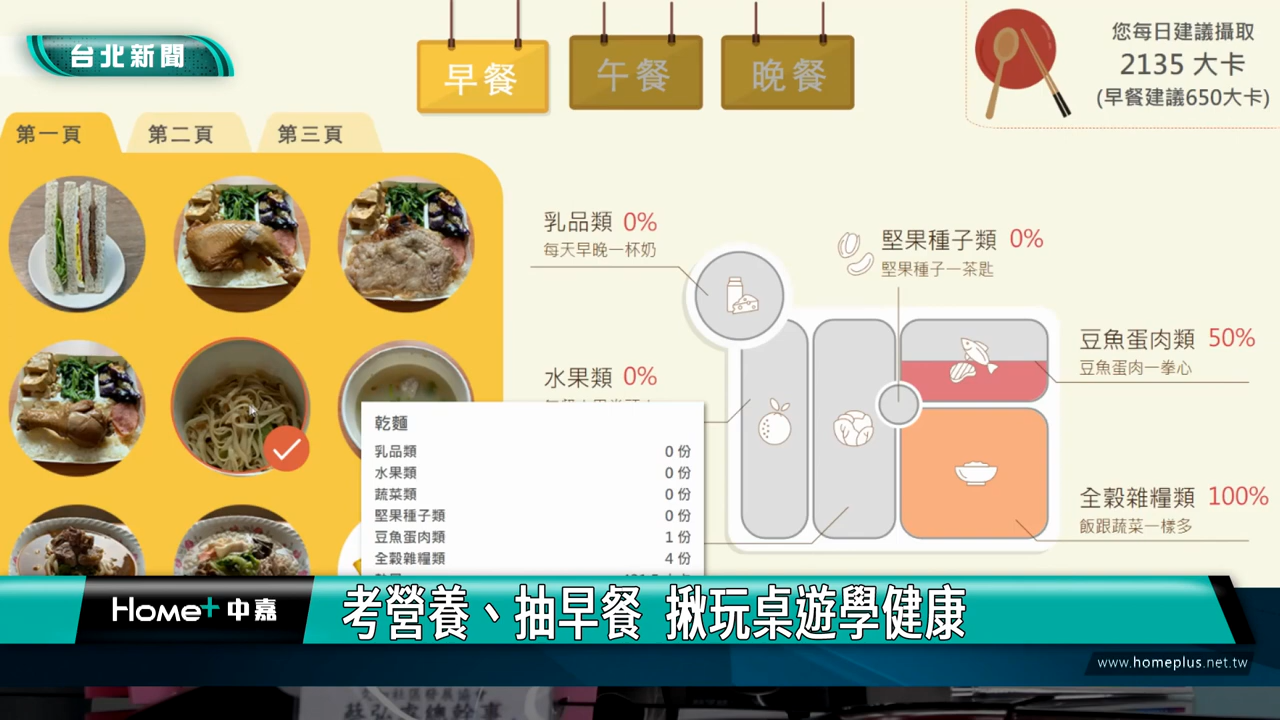 台北新聞
早餐
午餐
晚餐
您每日建議攝取
2135 大卡
(早餐建議650大卡)
第一頁
第二頁
第三頁
乳品類 0%
每天早晚一杯奶
堅果種子類 0%
堅果種子一茶匙
豆魚蛋肉類 50%
豆魚蛋肉一拳心
水果類 0%
乾麵
乳品類 0 份
水果類 0 份
蔬菜類 0 份
堅果種子類 0 份
豆魚蛋肉類 1 份
全穀雜糧類 4 份
全穀雜糧類 100%
飯跟蔬菜一樣多
Home+ 中嘉
考營養、抽早餐 揪玩桌遊學健康
www.homeplus.net.tw